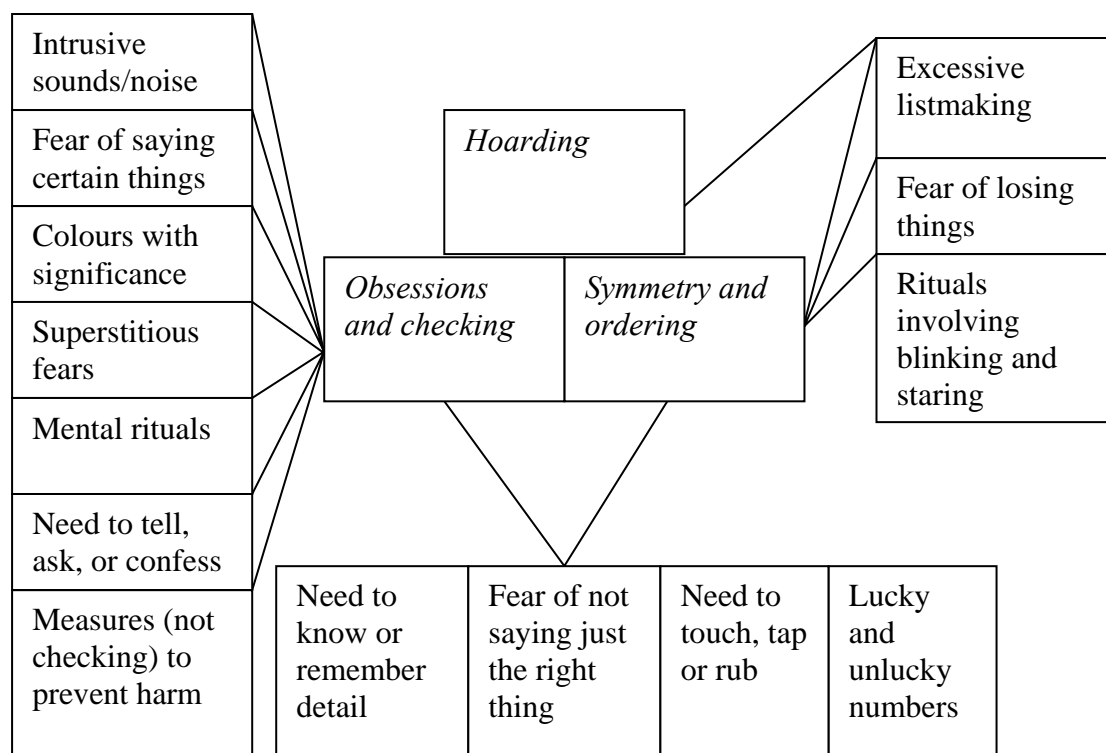 Intrusive
sounds/noise
Fear of saying
certain things
Colours with
significance
Superstitious
fears
Mental rituals
Need to tell,
ask, or confess
Measures (not
checking) to
prevent harm
Hoarding
Obsessions
and checking
Symmetry and
ordering
Excessive
listmaking
Fear of losing
things
Rituals
involving
blinking and
staring
Need to
know or
remember
detail
Fear of not
saying just
the right
thing
Need to
touch, tap
or rub
Lucky
and
unlucky
numbers